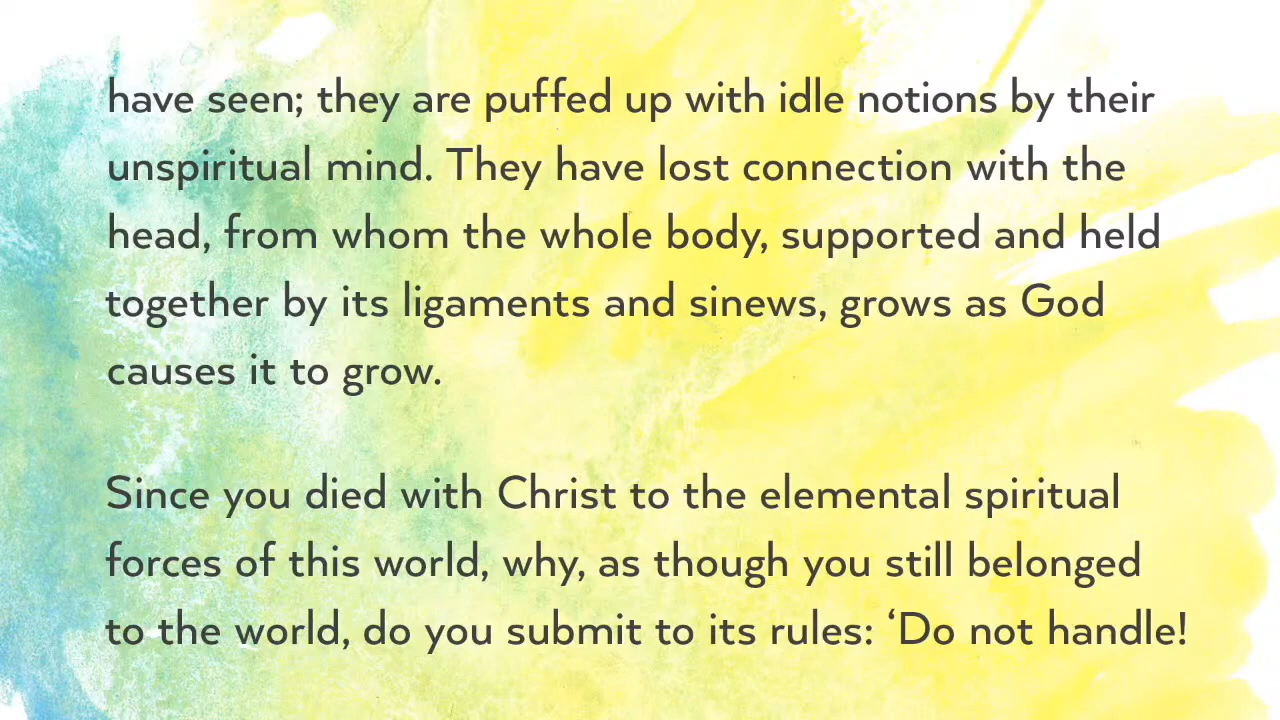 have seen; they are puffed up with idle notions by their
unspiritual mind. They have lost connection with the
head, from whom the whole body, supported and held
together by its ligaments and sinews, grows as God
causes it to grow.
Since you died with Christ to the elemental spiritual
forces of this world, why, as though you still belonged
to the world, do you submit to its rules: ‘Do not handle!